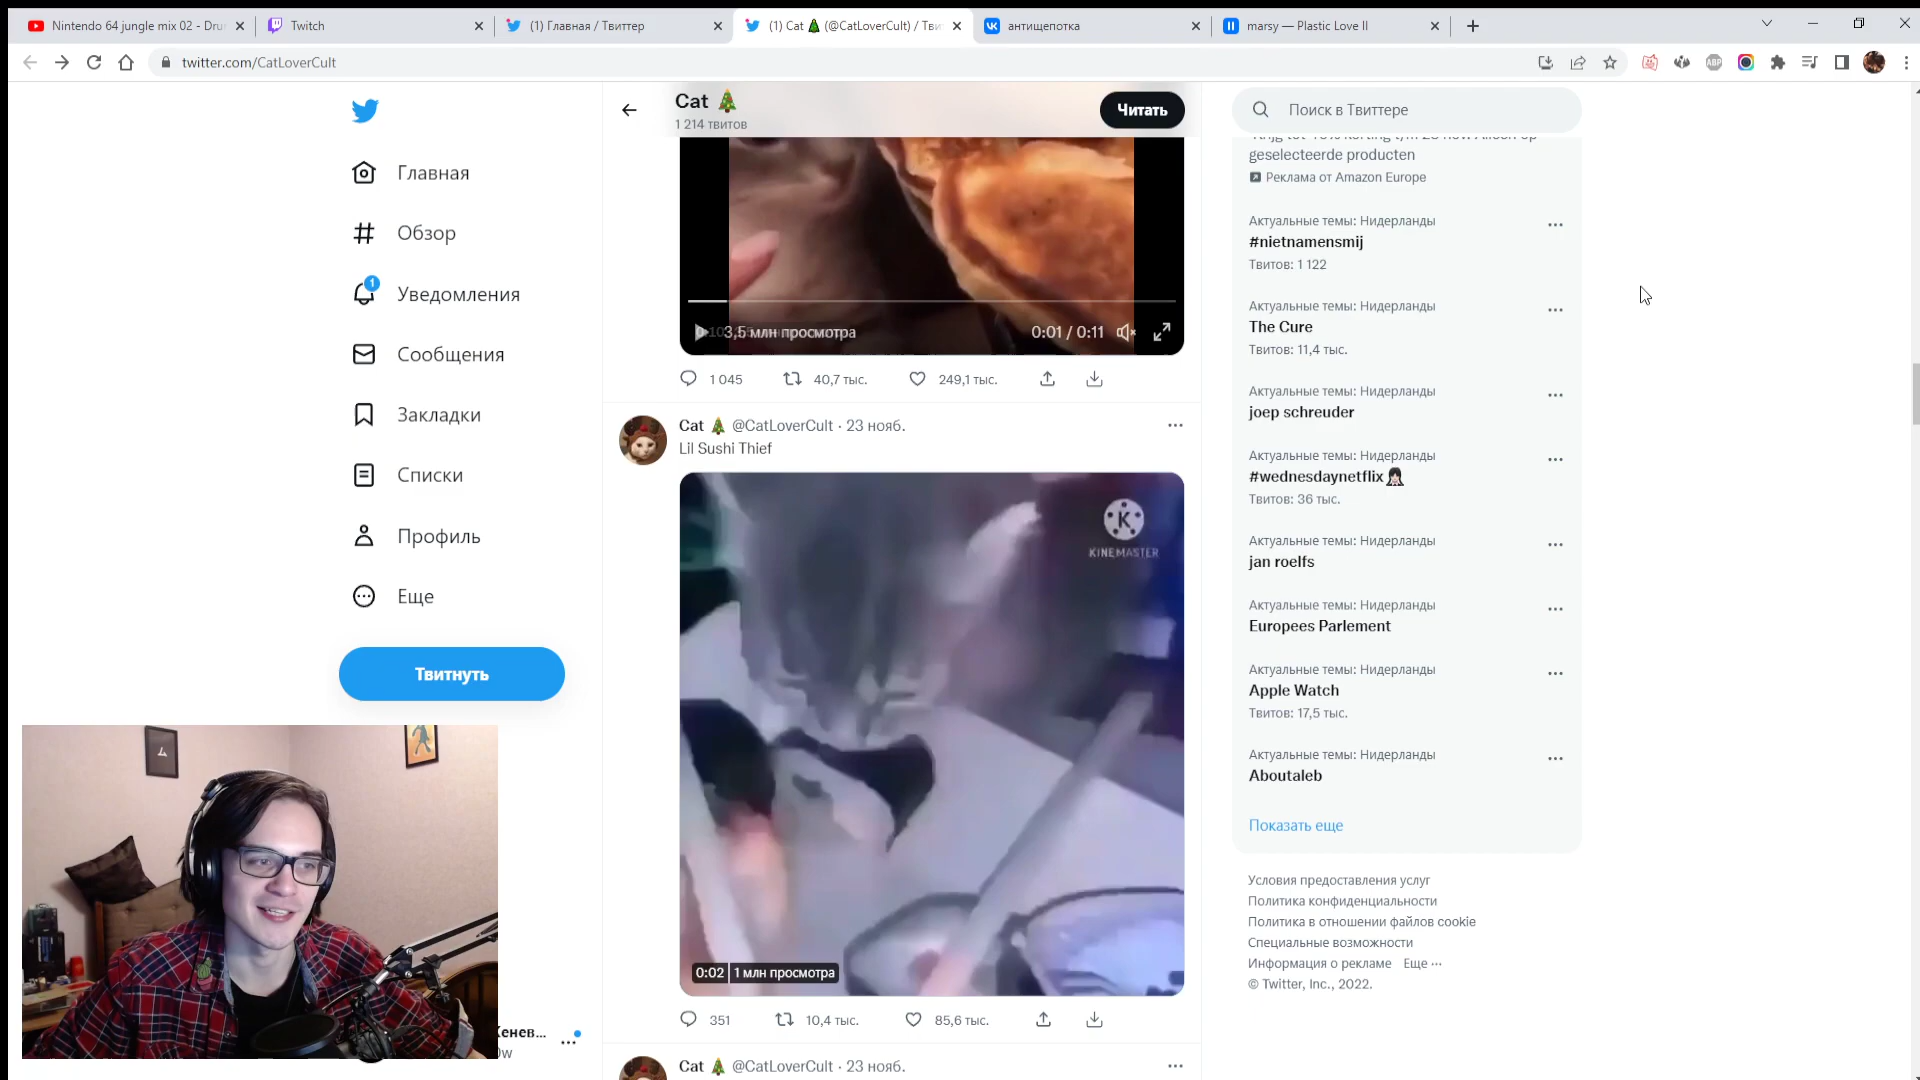 Nintendo 64 jungle mix 02 - Dru
Twitch
(1) Главная / Твиттер
(1) Cat 🎄 (@CatLoverCult) / Тви
антищепотка
marsy — Plastic Love II
twitter.com/CatLoverCult
ABP
Главная
Обзор
1
Уведомления
Сообщения
Закладки
Списки
Профиль
Еще
Твитнуть
Cat 🎄
1 214 твитов
Читать
3,5 млн просмотра
0:01 / 0:11
1 045
40,7 тыс.
249,1 тыс.
Cat 🎄 @CatLoverCult · 23 нояб.
Lil Sushi Thief
K
KINEMASTER
0:02
1 млн просмотра
351
10,4 тыс.
85,6 тыс.
Cat 🎄 @CatLoverCult · 23 нояб.
Поиск в Твиттере
geselecteerde producten
Реклама от Amazon Europe
Актуальные темы: Нидерланды
#nietnamensmij
Твитов: 1 122
Актуальные темы: Нидерланды
The Cure
Твитов: 11,4 тыс.
Актуальные темы: Нидерланды
joep schreuder
Актуальные темы: Нидерланды
#wednesdaynetflix
Твитов: 36 тыс.
Актуальные темы: Нидерланды
jan roelfs
Актуальные темы: Нидерланды
Europees Parlement
Актуальные темы: Нидерланды
Apple Watch
Твитов: 17,5 тыс.
Актуальные темы: Нидерланды
Aboutaleb
Показать еще
Условия предоставления услуг
Политика конфиденциальности
Политика в отношении файлов cookie
Специальные возможности
Информация о рекламе Еще ···
© Twitter, Inc., 2022.